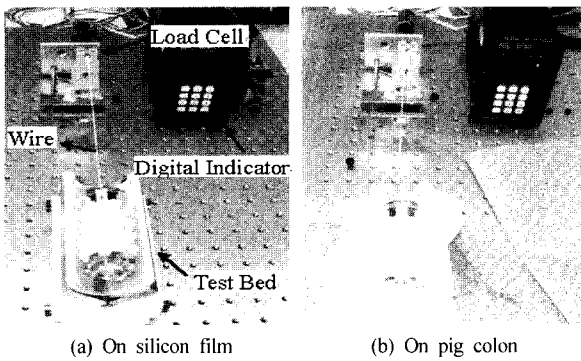 Load Cell
Wire
Digital Indicator
Test Bed
(a) On silicon film
(b) On pig colon